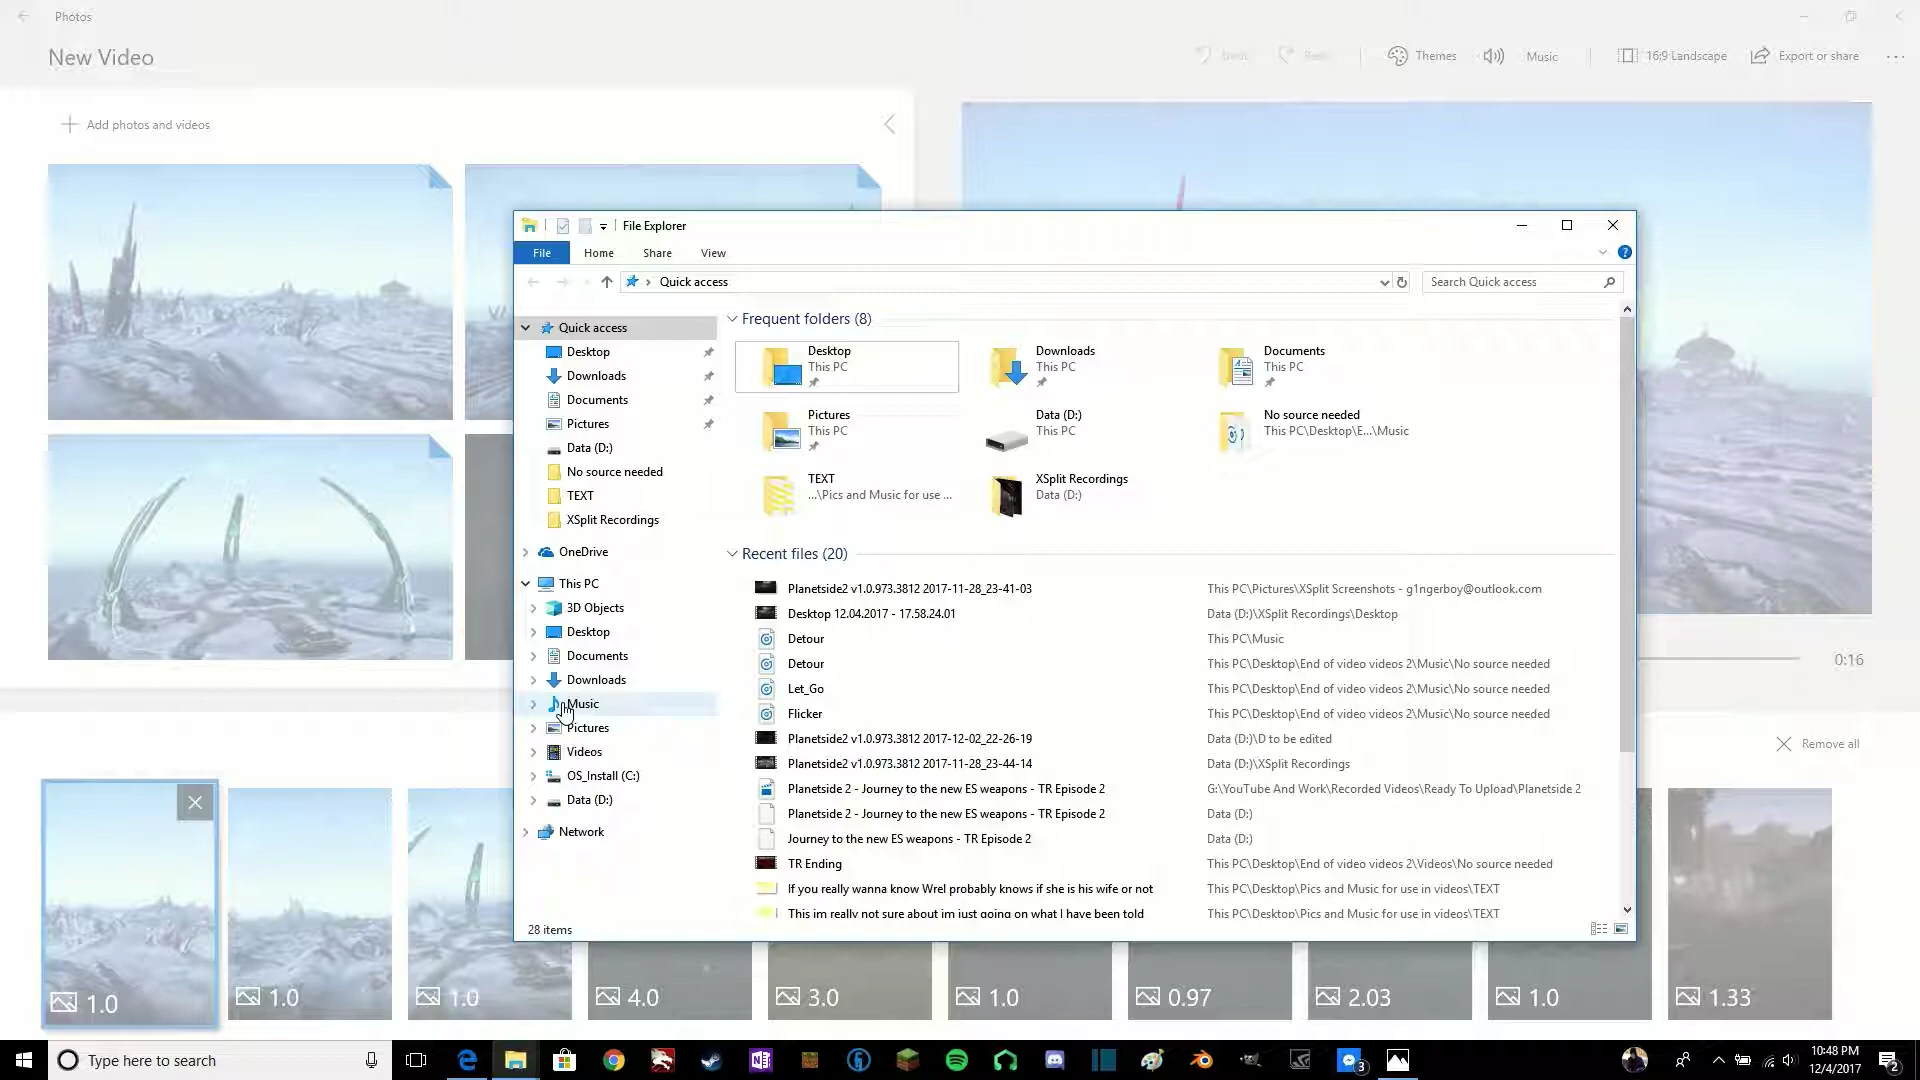 Photos
New Video
Undo
Redo
Themes
Music
16:9 Landscape
Export or share
Add photos and videos
File Explorer
File
Home
Share
View
Quick access
Search Quick access
Quick access
Desktop
Downloads
Documents
Pictures
Data (D:)
No source needed
TEXT
XSplit Recordings
OneDrive
This PC
3D Objects
Desktop
Documents
Downloads
Music
Pictures
Videos
OS_Install (C:)
Data (D:)
Network
Frequent folders (8)
Desktop
This PC
Downloads
This PC
Documents
This PC
Pictures
This PC
Data (D:)
This PC
No source needed
This PC\Desktop\E...\Music
TEXT
...\Pics and Music for use ...
XSplit Recordings
Data (D:)
Recent files (20)
Planetside2 v1.0.973.3812 2017-11-28_23-41-03 This PC\Pictures\XSplit Screenshots - g1ngerboy@outlook.com
Desktop 12.04.2017 - 17.58.24.01 Data (D:)\XSplit Recordings\Desktop
Detour This PC\Music
Detour This PC\Desktop\End of video videos 2\Music\No source needed
Let_Go This PC\Desktop\End of video videos 2\Music\No source needed
Flicker This PC\Desktop\End of video videos 2\Music\No source needed
Planetside2 v1.0.973.3812 2017-12-02_22-26-19 Data (D:)\D to be edited
Planetside2 v1.0.973.3812 2017-11-28_23-44-14 Data (D:)\XSplit Recordings
Planetside 2 - Journey to the new ES weapons - TR Episode 2 G:\YouTube And Work\Recorded Videos\Ready To Upload\Planetside 2
Planetside 2 - Journey to the new ES weapons - TR Episode 2 Data (D:)
Journey to the new ES weapons - TR Episode 2 Data (D:)
TR Ending This PC\Desktop\End of video videos 2\Videos\No source needed
If you really wanna know Wrel probably knows if she is his wife or not This PC\Desktop\Pics and Music for use in videos\TEXT
This im really not sure about im just going on what I have been told This PC\Desktop\Pics and Music for use in videos\TEXT
28 items
0:16
Remove all
1.0
1.0
1.0
4.0
3.0
1.0
0.97
2.03
1.0
1.33
Type here to search
3
10:48 PM
12/4/2017
2